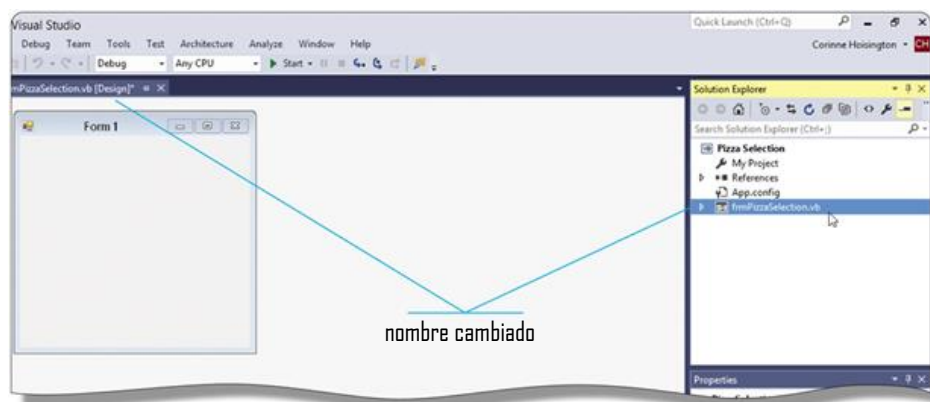 Visual Studio
Quick Launch (Ctrl+Q)
Debug Team Tools Test Architecture Analyze Window Help
Corinne Hoisington CH
Debug Any CPU Start
mPizzaSelection.vb [Design]*
Solution Explorer
Form 1
Search Solution Explorer (Ctrl+;)
Pizza Selection
My Project
References
App.config
frmPizzaSelection.vb
nombre cambiado
Properties